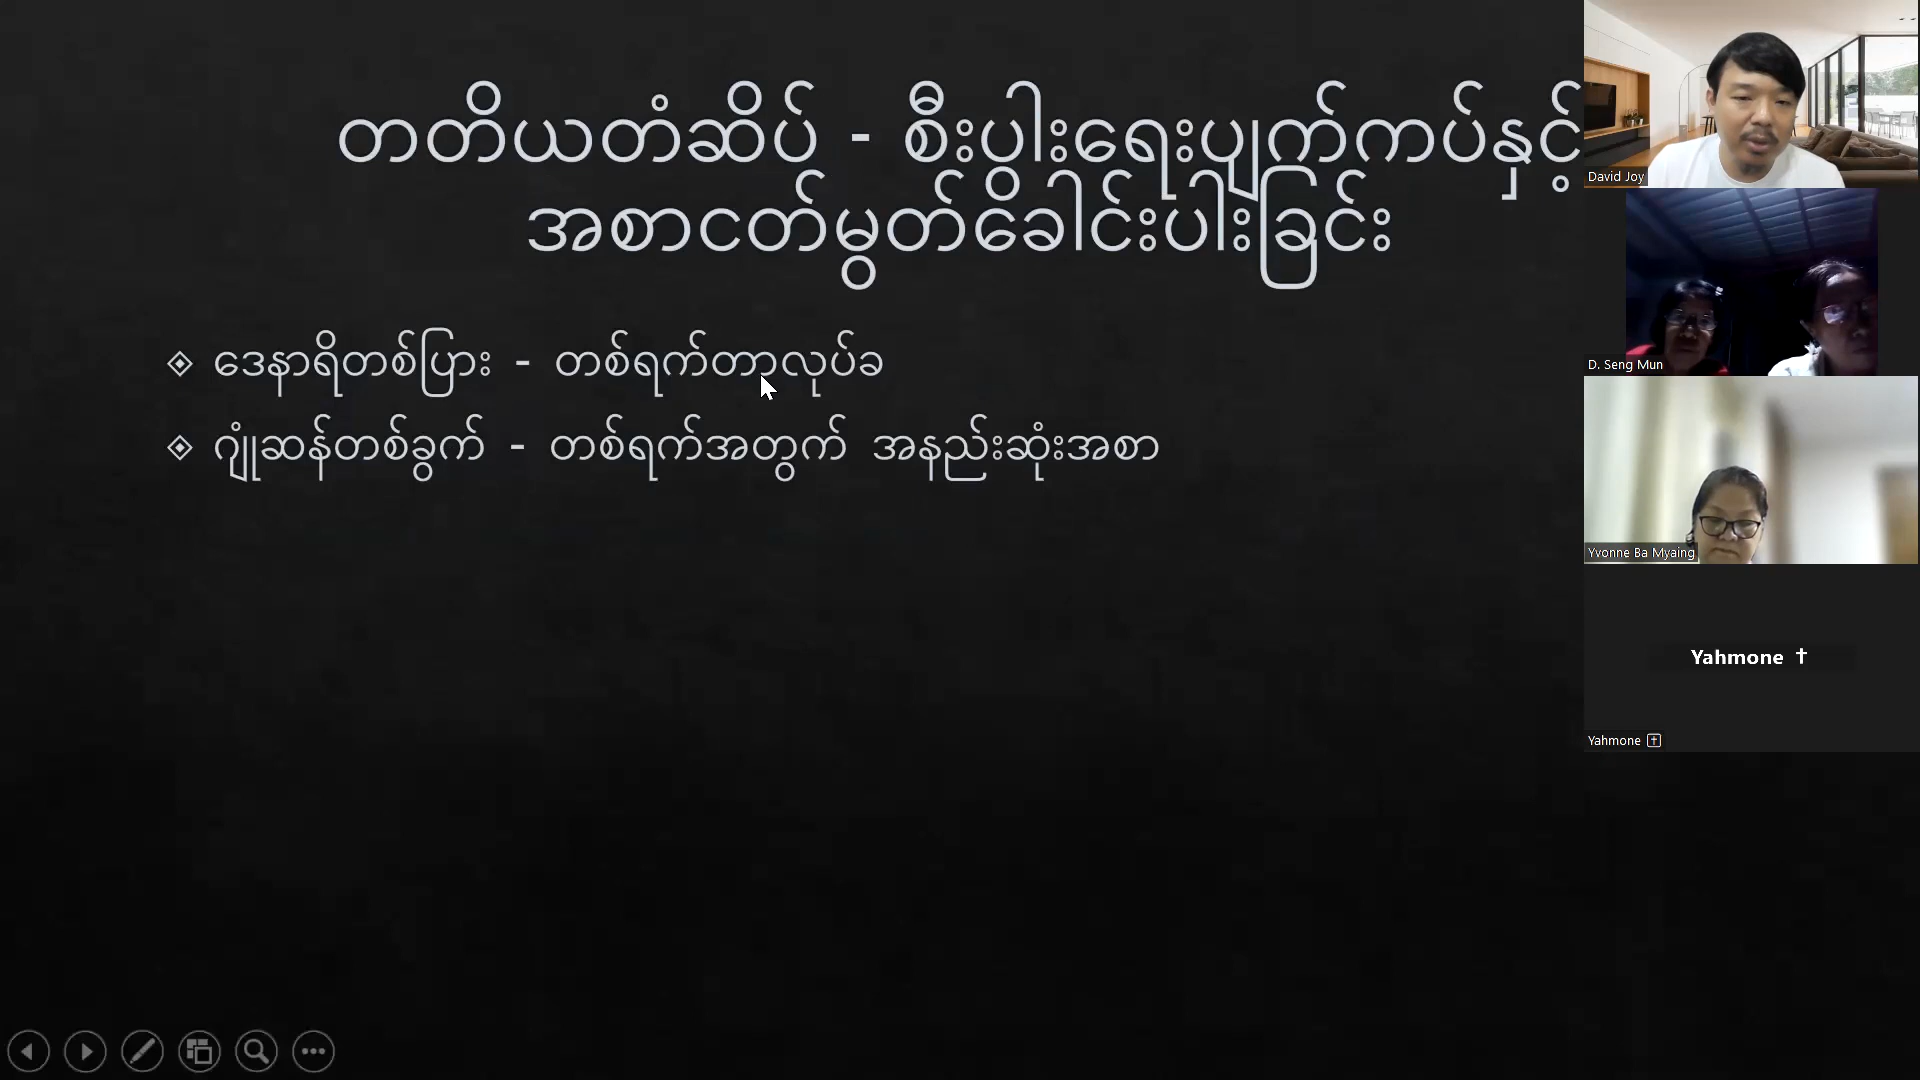 တတိယတံဆိပ် - စီးပွါးရေးပျက်ကပ်နှင့်
အစာငတ်မွတ်ခေါင်းပါးခြင်း
ဒေနာရိတစ်ပြား - တစ်ရက်တာလုပ်ခ
ဂျုံဆန်တစ်ခွက် - တစ်ရက်အတွက် အနည်းဆုံးအစာ
David Joy
D. Seng Mun
Yvonne Ba Myaing
Yahmone ✝
Yahmone ✝